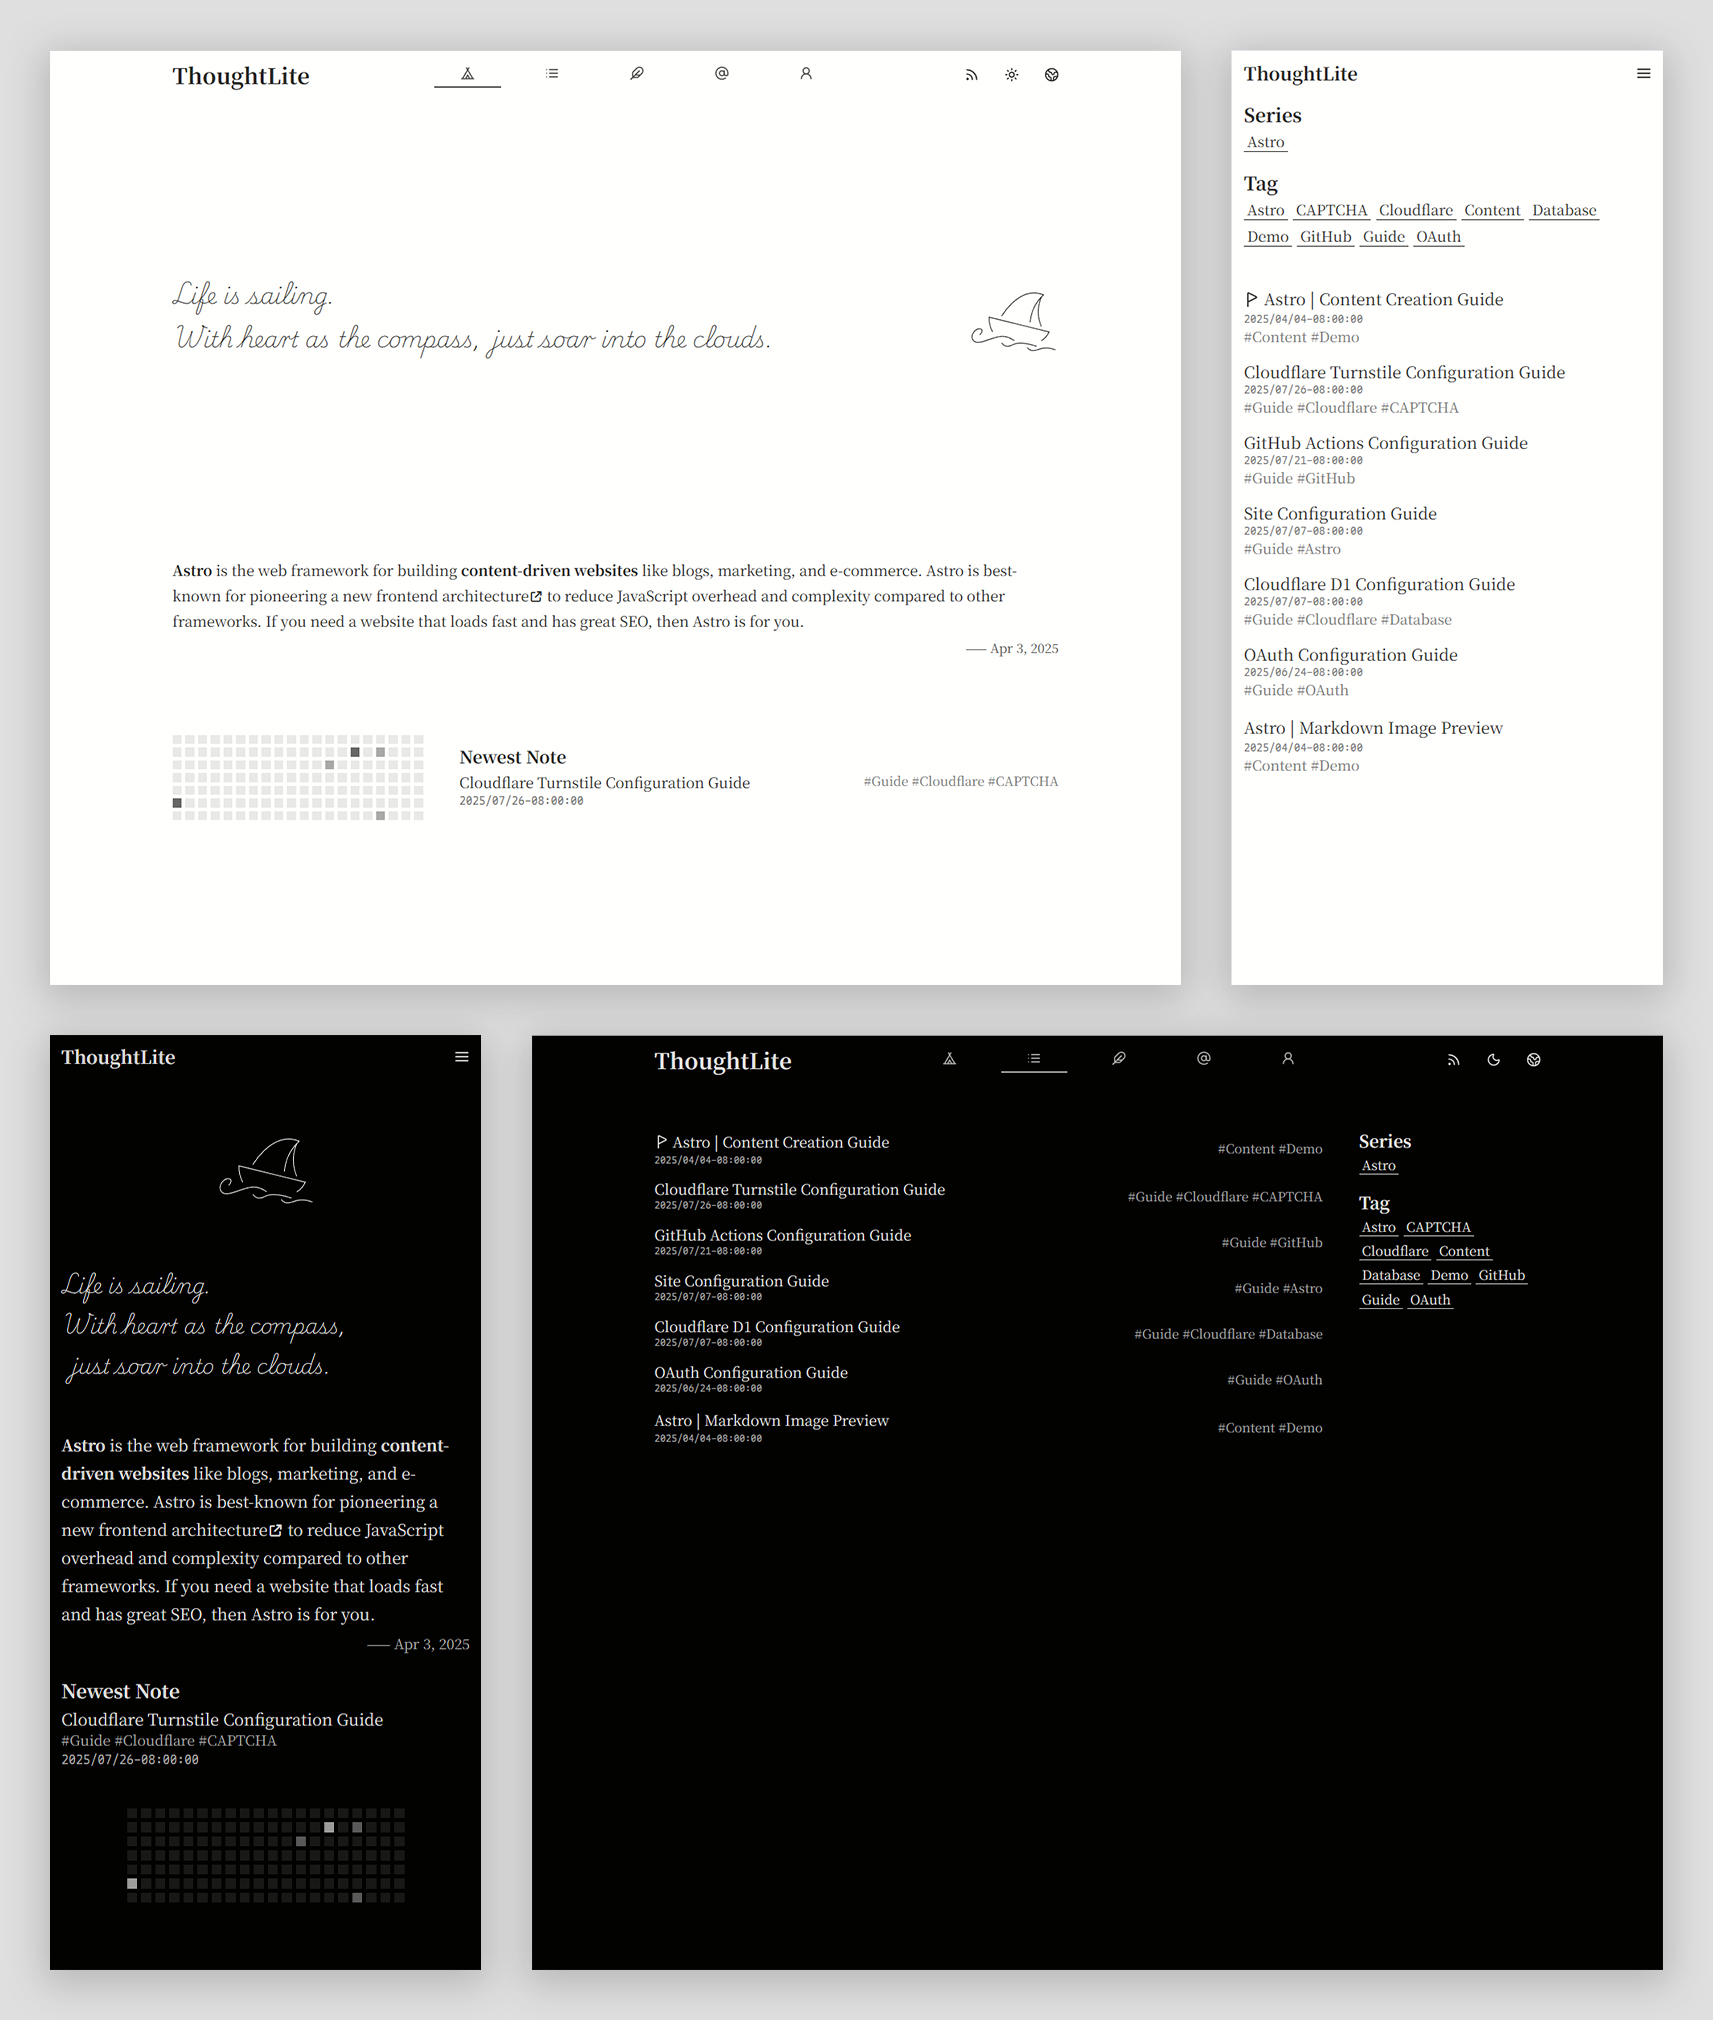 ThoughtLite
Life is sailing.
With heart as the compass, just soar into the clouds.
Astro is the web framework for building content-driven websites like blogs, marketing, and e-commerce. Astro is best-
known for pioneering a new frontend architecture to reduce JavaScript overhead and complexity compared to other
frameworks. If you need a website that loads fast and has great SEO, then Astro is for you.
—— Apr 3, 2025
Newest Note
Cloudflare Turnstile Configuration Guide
#Guide #Cloudflare #CAPTCHA
2025/07/26-08:00:00
ThoughtLite
Series
Astro
Tag
Astro CAPTCHA Cloudflare Content Database
Demo GitHub Guide OAuth
Astro | Content Creation Guide
2025/04/04-08:00:00
#Content #Demo
Cloudflare Turnstile Configuration Guide
2025/07/26-08:00:00
#Guide #Cloudflare #CAPTCHA
GitHub Actions Configuration Guide
2025/07/21-08:00:00
#Guide #GitHub
Site Configuration Guide
2025/07/07-08:00:00
#Guide #Astro
Cloudflare D1 Configuration Guide
2025/07/07-08:00:00
#Guide #Cloudflare #Database
OAuth Configuration Guide
2025/06/24-08:00:00
#Guide #OAuth
Astro | Markdown Image Preview
2025/04/04-08:00:00
#Content #Demo
ThoughtLite
Life is sailing.
With heart as the compass,
just soar into the clouds.
Astro is the web framework for building content-
driven websites like blogs, marketing, and e-
commerce. Astro is best-known for pioneering a
new frontend architecture to reduce JavaScript
overhead and complexity compared to other
frameworks. If you need a website that loads fast
and has great SEO, then Astro is for you.
—— Apr 3, 2025
Newest Note
Cloudflare Turnstile Configuration Guide
#Guide #Cloudflare #CAPTCHA
2025/07/26-08:00:00
ThoughtLite
Astro | Content Creation Guide
2025/04/04-08:00:00
#Content #Demo
Cloudflare Turnstile Configuration Guide
2025/07/26-08:00:00
#Guide #Cloudflare #CAPTCHA
GitHub Actions Configuration Guide
2025/07/21-08:00:00
#Guide #GitHub
Site Configuration Guide
2025/07/07-08:00:00
#Guide #Astro
Cloudflare D1 Configuration Guide
2025/07/07-08:00:00
#Guide #Cloudflare #Database
OAuth Configuration Guide
2025/06/24-08:00:00
#Guide #OAuth
Astro | Markdown Image Preview
2025/04/04-08:00:00
#Content #Demo
Series
Astro
Tag
Astro CAPTCHA
Cloudflare Content
Database Demo GitHub
Guide OAuth